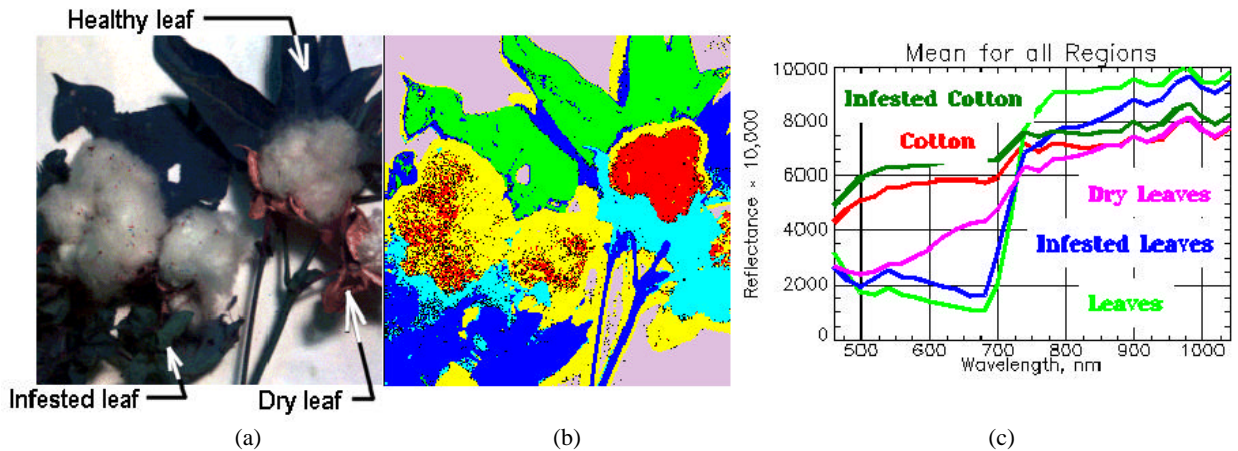 Healthy leaf
Infested leaf
Dry leaf
(a)
(b)
Mean for all Regions
Reflectance × 10,000
10000
8000
6000
4000
2000
0
Infested Cotton
Cotton
Dry Leaves
Infested Leaves
Leaves
500 600 700 800 900 1000
Wavelength, nm
(c)